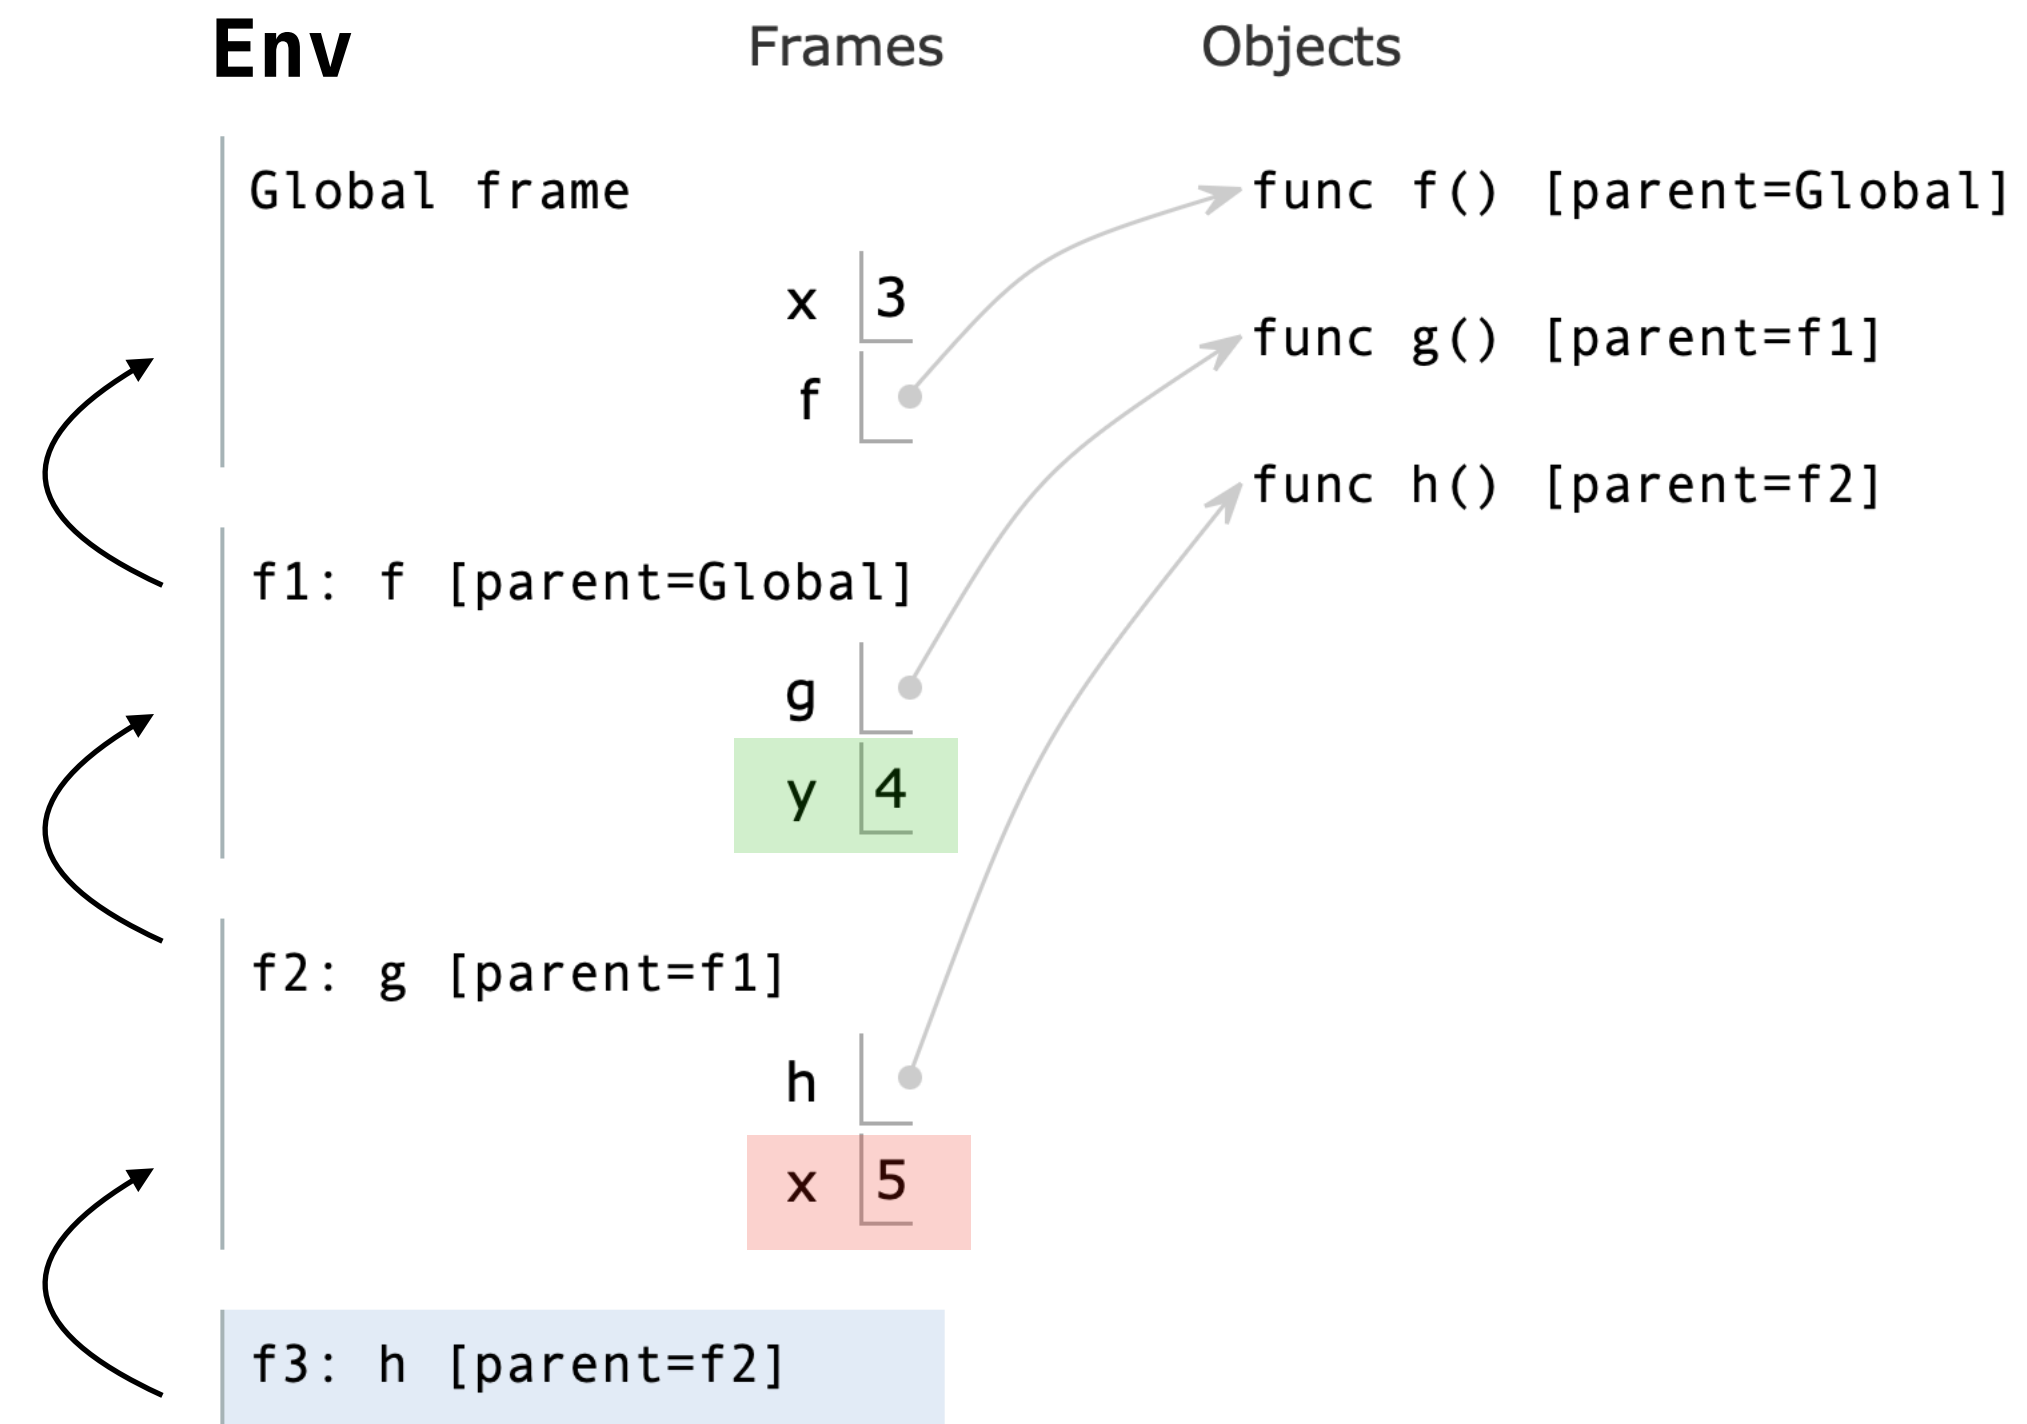 Env Frames Objects
Global frame func f() [parent=Global]
x 3
func g() [parent=f1]
f
func h() [parent=f2]
f1: f [parent=Global]
g
y 4
f2: g [parent=f1]
h
x 5
f3: h [parent=f2]